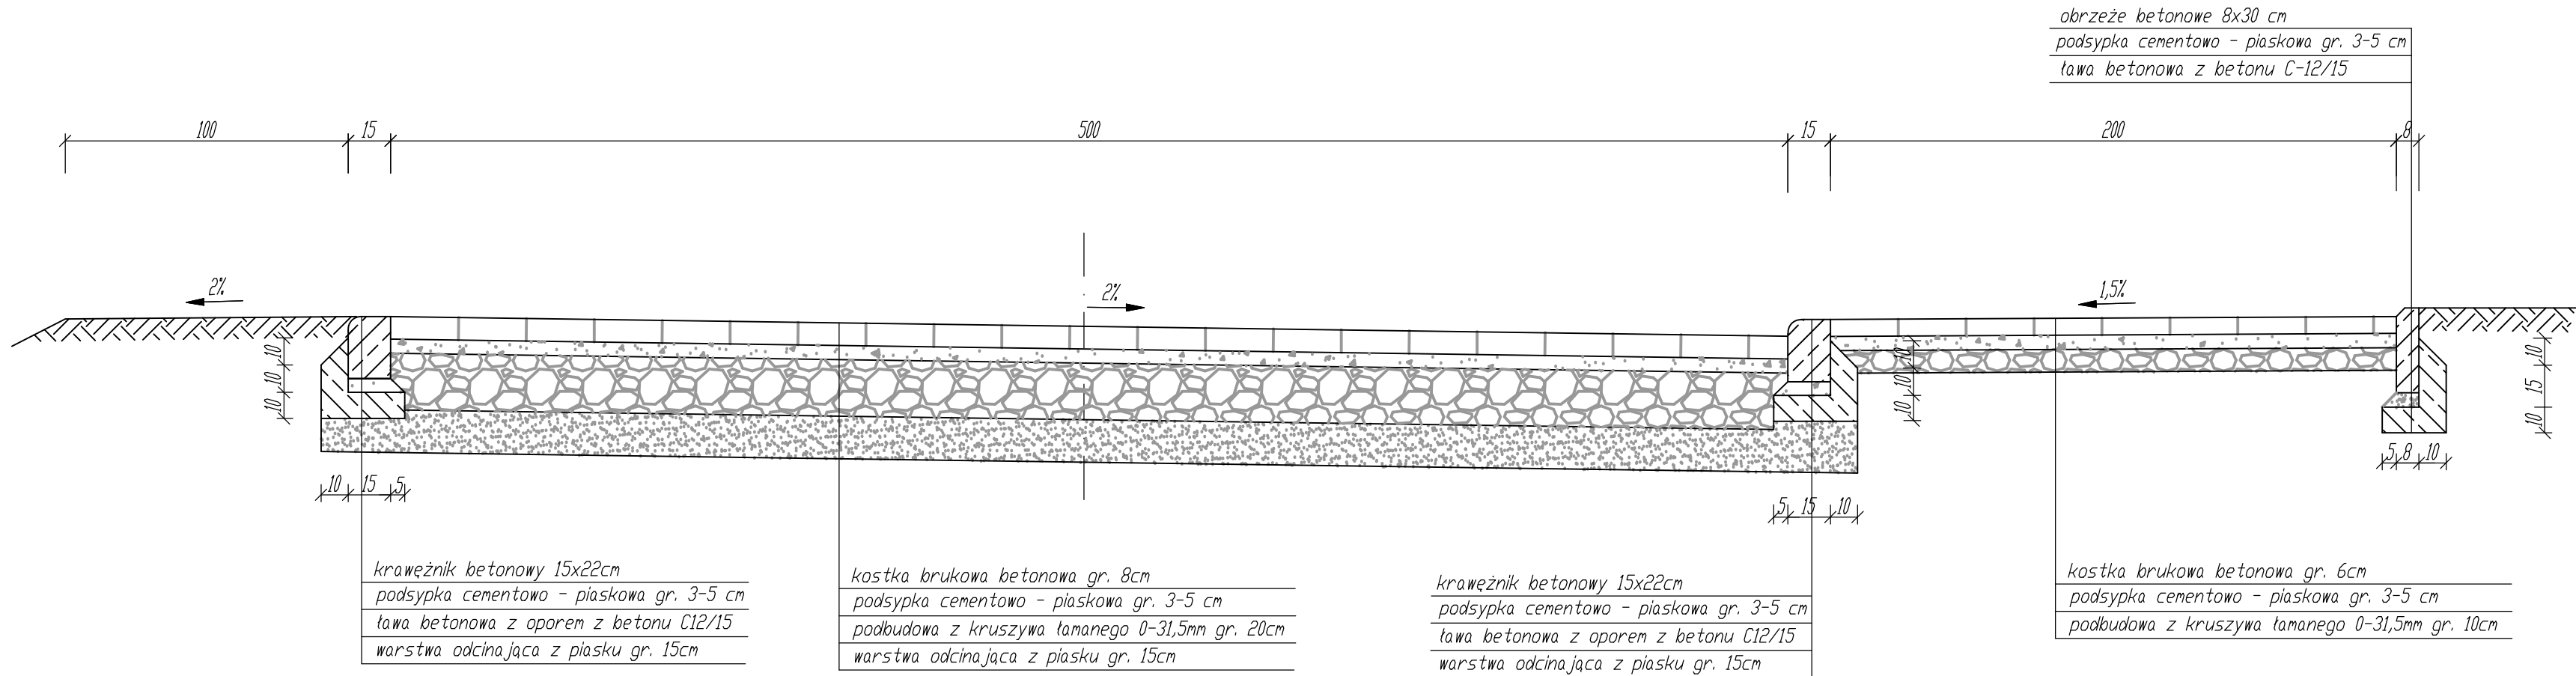 obrzeże betonowe 8x30 cm
podsypka cementowo - piaskowa gr. 3-5 cm
ława betonowa z betonu C-12/15
100
15
500
15
200
8
2%
2%
1,5%
10
10
10
10
10
10
10
15
10
10
15
5
5
15
10
5
8
10
krawężnik betonowy 15x22cm
podsypka cementowo - piaskowa gr. 3-5 cm
ława betonowa z oporem z betonu C12/15
warstwa odcinająca z piasku gr. 15cm
kostka brukowa betonowa gr. 8cm
podsypka cementowo - piaskowa gr. 3-5 cm
podbudowa z kruszywa łamanego 0-31,5mm gr. 20cm
warstwa odcinająca z piasku gr. 15cm
krawężnik betonowy 15x22cm
podsypka cementowo - piaskowa gr. 3-5 cm
ława betonowa z oporem z betonu C12/15
warstwa odcinająca z piasku gr. 15cm
kostka brukowa betonowa gr. 6cm
podsypka cementowo - piaskowa gr. 3-5 cm
podbudowa z kruszywa łamanego 0-31,5mm gr. 10cm